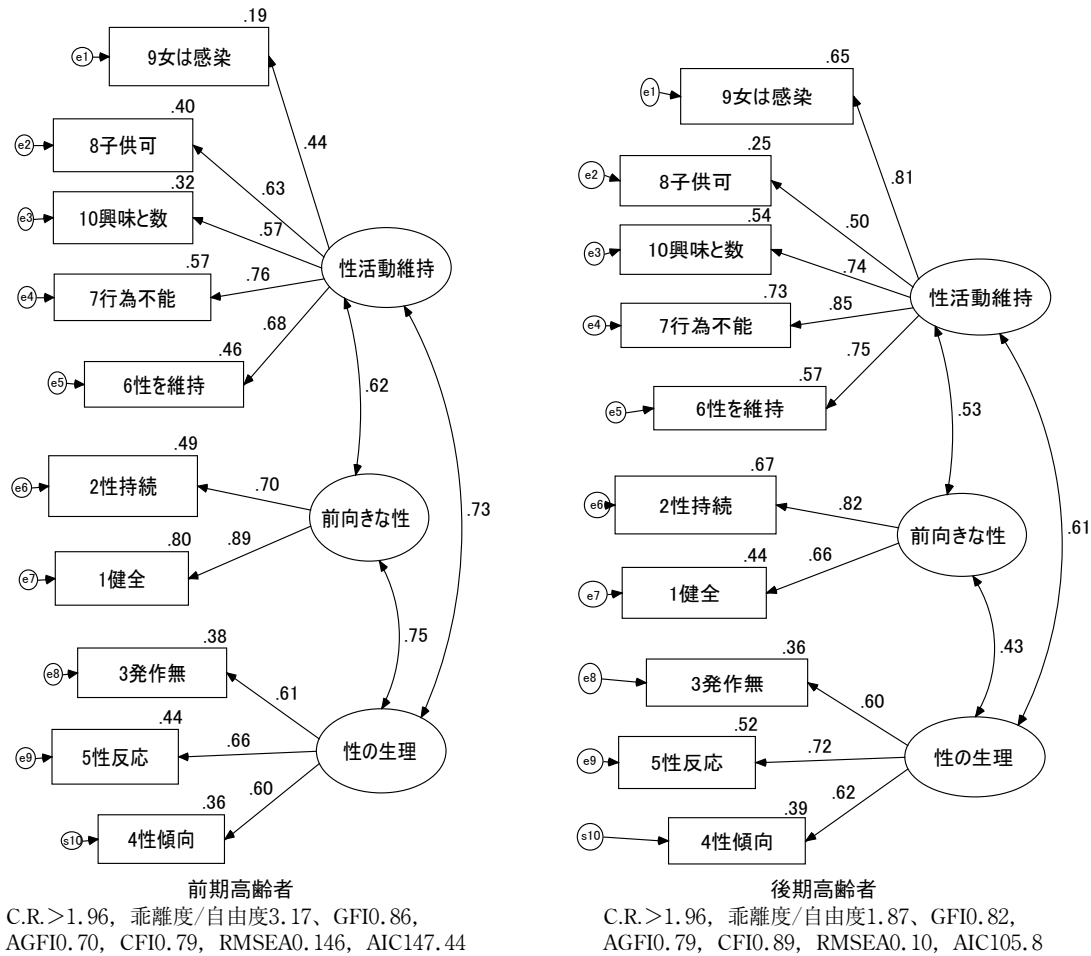 .19
e1
9女は感染
.44
.40
e2
8子供可
.63
.32
e3
10興味と数
.57
.57
e4
7行為不能
.76
.46
e5
6性を維持
.68
性活動維持
.62
.73
.49
e6
2性持続
.70
前向きな性
.80
e7
1健全
.89
.75
.38
e8
3発作無
.61
.44
e9
5性反応
.66
性の生理
.36
s10
4性傾向
.60
前期高齢者
C.R.>1.96, 乖離度/自由度3.17、GFI0.86,
AGFI0.70, CFI0.79, RMSEA0.146, AIC147.44
.65
e1
9女は感染
.81
.25
e2
8子供可
.50
.54
e3
10興味と数
.74
.73
e4
7行為不能
.85
.57
e5
6性を維持
.75
性活動維持
.53
.61
.67
e6
2性持続
.82
前向きな性
.44
e7
1健全
.66
.43
.36
e8
3発作無
.60
.52
e9
5性反応
.72
性の生理
.39
s10
4性傾向
.62
後期高齢者
C.R.>1.96, 乖離度/自由度1.87、GFI0.82,
AGFI0.79, CFI0.89, RMSEA0.10, AIC105.8